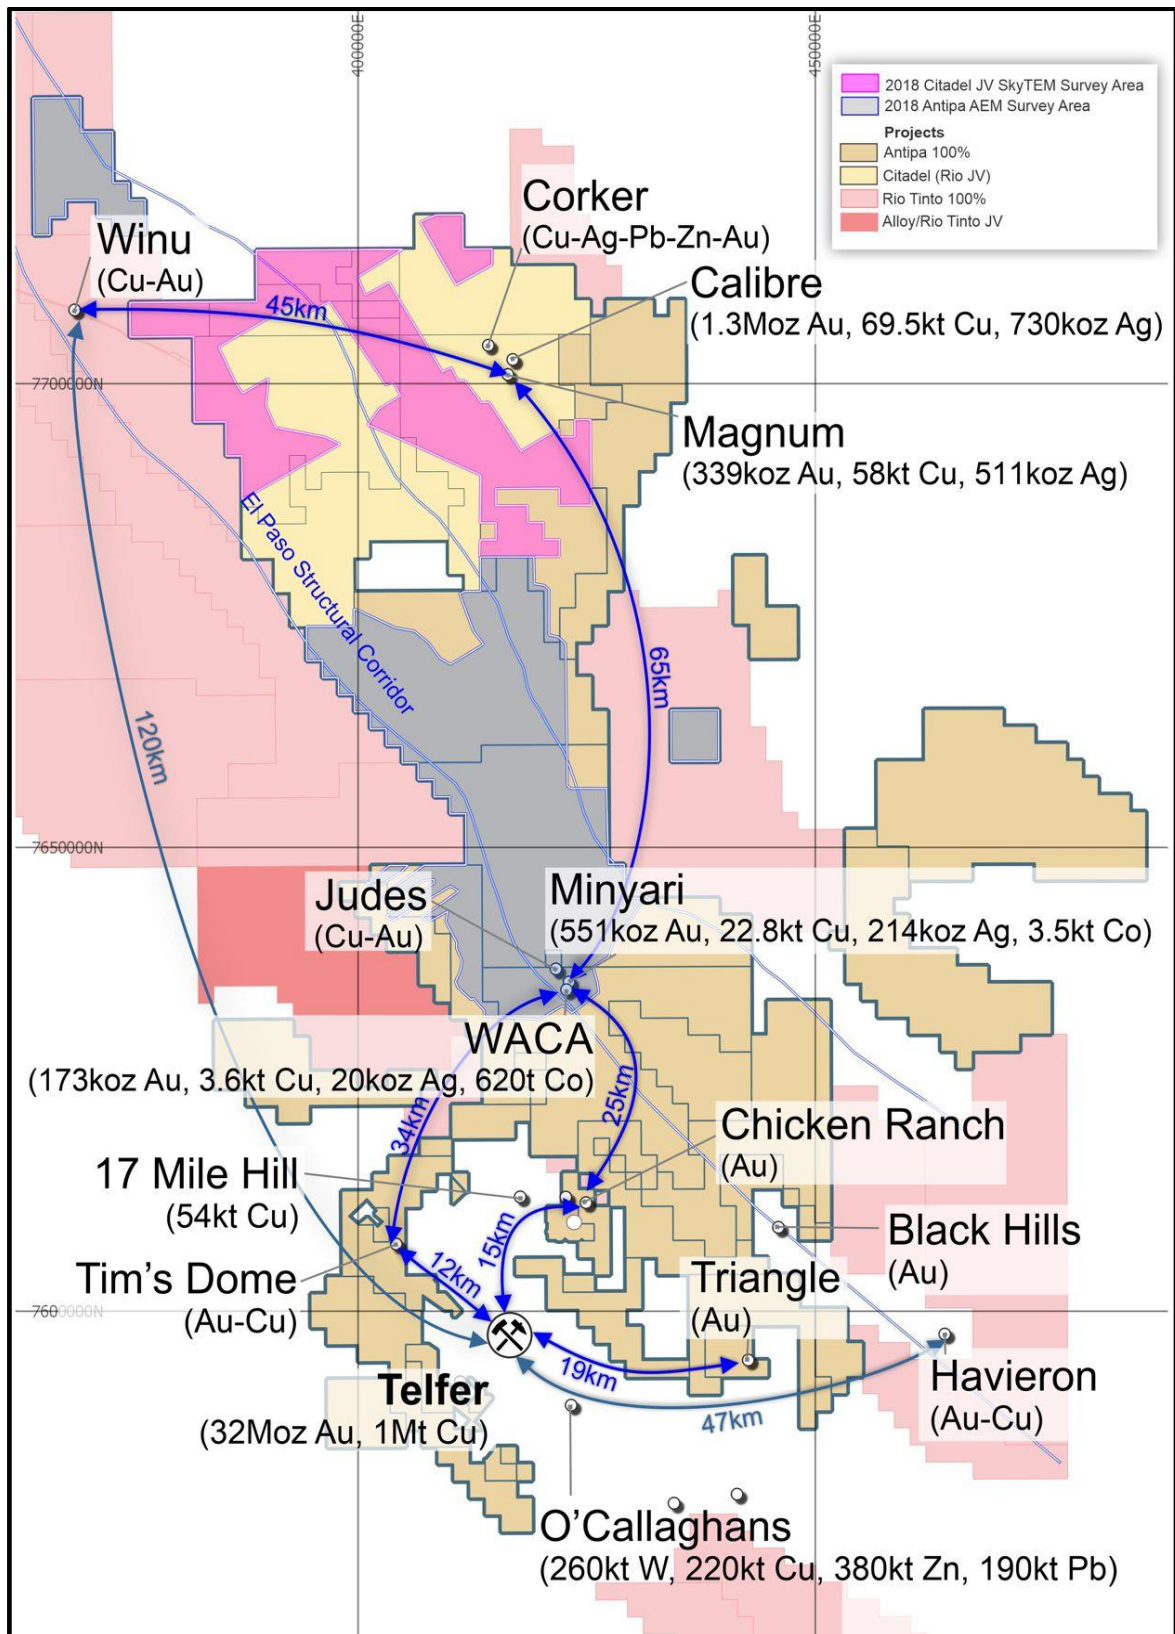 400000E
450000E
2018 Citadel JV SkyTEM Survey Area
2018 Antipa AEM Survey Area
Projects
Antipa 100%
Citadel (Rio JV)
Rio Tinto 100%
Alloy/Rio Tinto JV
Corker
(Cu-Ag-Pb-Zn-Au)
Winu
(Cu-Au)
Calibre
(1.3Moz Au, 69.5kt Cu, 730koz Ag)
45km
7700000N
Magnum
(339koz Au, 58kt Cu, 511koz Ag)
El Paso Structural Corridor
65km
120km
7650000N
Judes
(Cu-Au)
Minyari
(551koz Au, 22.8kt Cu, 214koz Ag, 3.5kt Co)
WACA
(173koz Au, 3.6kt Cu, 20koz Ag, 620t Co)
34km
25km
Chicken Ranch
(Au)
17 Mile Hill
(54kt Cu)
15km
Black Hills
(Au)
Tim's Dome
(Au-Cu)
12km
Triangle
(Au)
7600000N
19km
Havieron
(Au-Cu)
47km
Telfer
(32Moz Au, 1Mt Cu)
O'Callaghans
(260kt W, 220kt Cu, 380kt Zn, 190kt Pb)